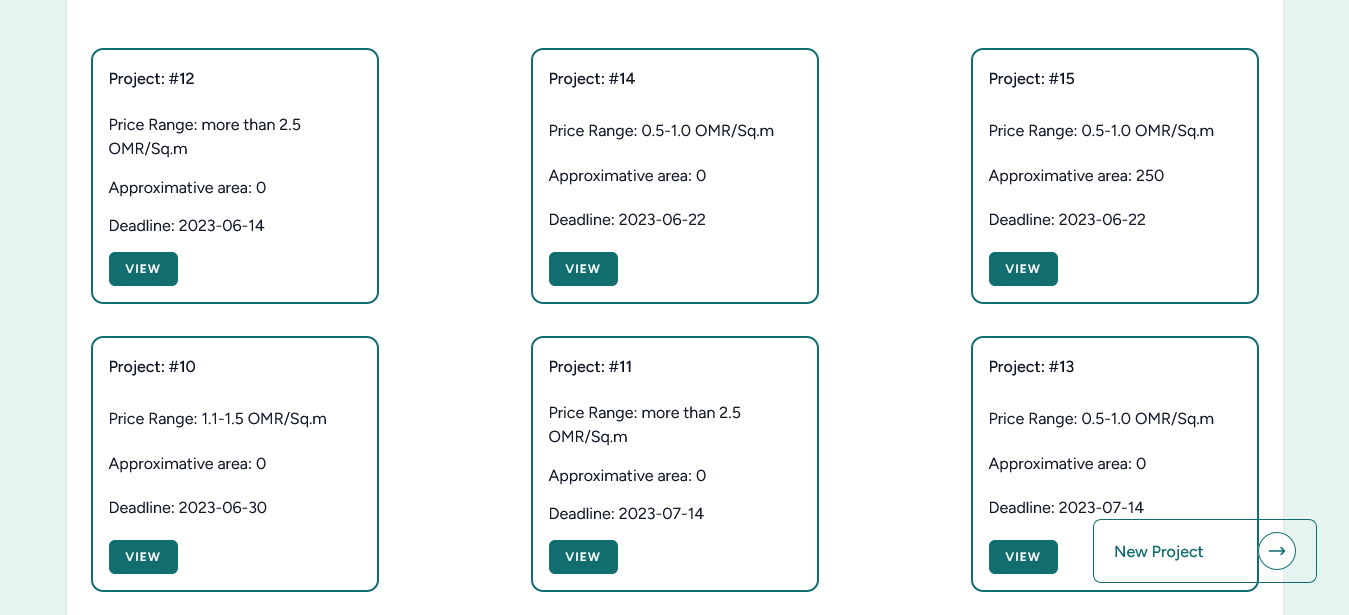 Project: #12
Price Range: more than 2.5
OMR/Sq.m
Approximative area: 0
Deadline: 2023-06-14
VIEW
Project: #14
Price Range: 0.5-1.0 OMR/Sq.m
Approximative area: 0
Deadline: 2023-06-22
VIEW
Project: #15
Price Range: 0.5-1.0 OMR/Sq.m
Approximative area: 250
Deadline: 2023-06-22
VIEW
Project: #10
Price Range: 1.1-1.5 OMR/Sq.m
Approximative area: 0
Deadline: 2023-06-30
VIEW
Project: #11
Price Range: more than 2.5
OMR/Sq.m
Approximative area: 0
Deadline: 2023-07-14
VIEW
Project: #13
Price Range: 0.5-1.0 OMR/Sq.m
Approximative area: 0
Deadline: 2023-07-14
VIEW
New Project